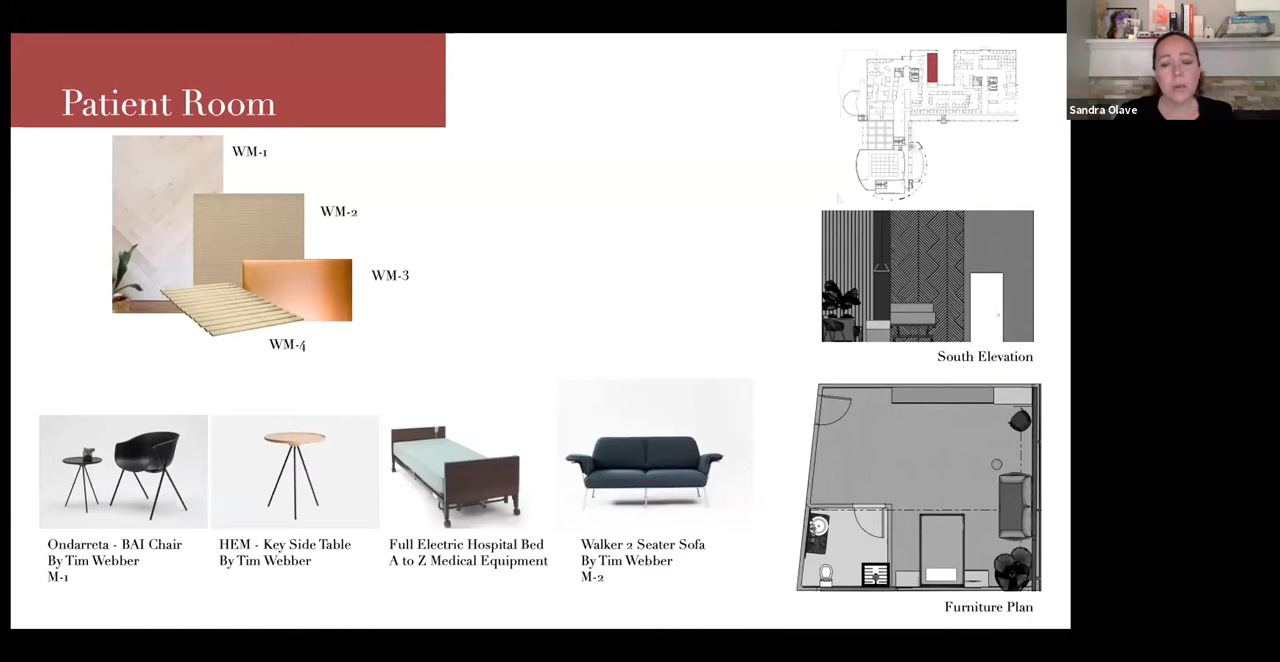 Patient Room
Sandra Olave
WM-1
WM-2
WM-3
WM-4
South Elevation
Ondarreta - BAI Chair
By Tim Webber
M-1
HEM - Key Side Table
By Tim Webber
Full Electric Hospital Bed
A to Z Medical Equipment
Walker 2 Seater Sofa
By Tim Webber
M-2
Furniture Plan